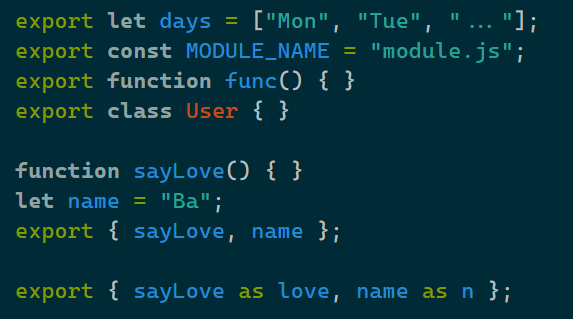 export let days = ["Mon", "Tue", "..."];
export const MODULE_NAME = "module.js";
export function func() { }
export class User { }
function sayLove() { }
let name = "Ba";
export { sayLove, name };
export { sayLove as love, name as n };